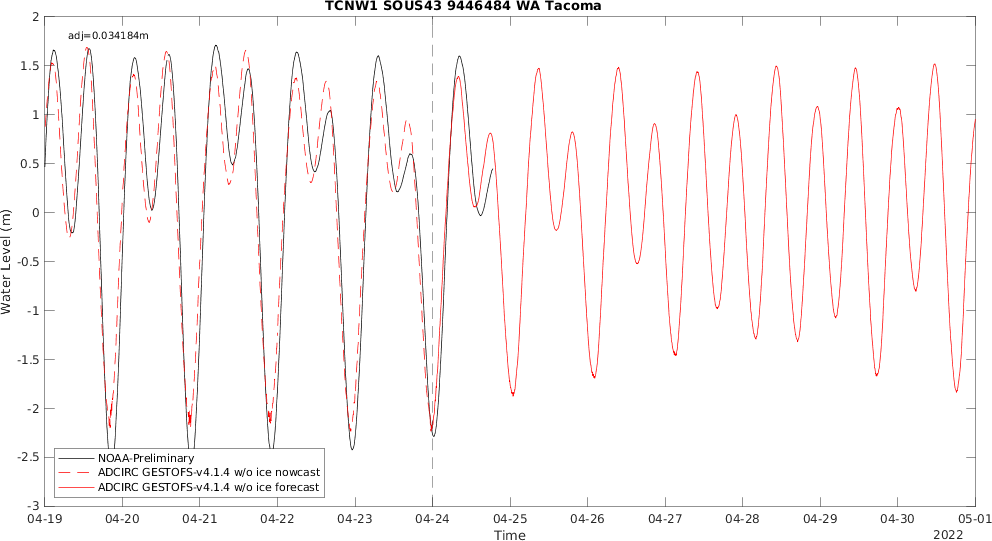 TCNW1 SOUS43 9446484 WA Tacoma
adj=0.034184m
Water Level (m)
2
1.5
1
0.5
0
-0.5
-1
-1.5
-2
-2.5
-3
NOAA-Preliminary
ADCIRC GESTOFS-v4.1.4 w/o ice nowcast
ADCIRC GESTOFS-v4.1.4 w/o ice forecast
04-19 04-20 04-21 04-22 04-23 04-24 04-25 04-26 04-27 04-28 04-29 04-30 05-01
Time
2022